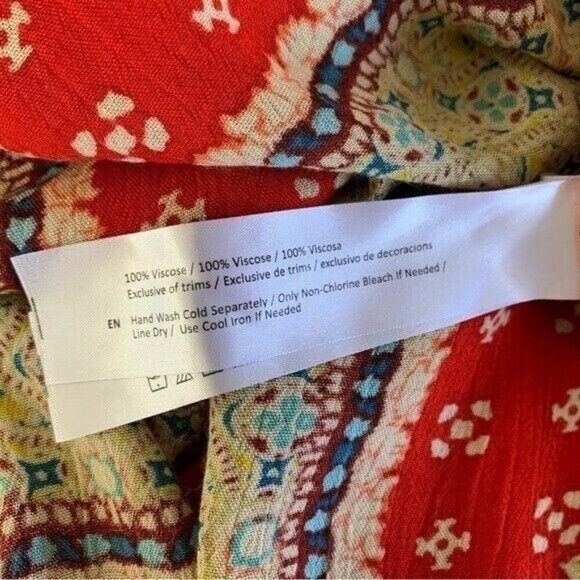 100% Viscose / 100% Viscose / 100% Viscosa
Exclusive of trims / Exclusive de trims / exclusivo de decoracions
EN Hand Wash Cold Separately / Only Non-Chlorine Bleach If Needed /
Line Dry / Use Cool Iron If Needed